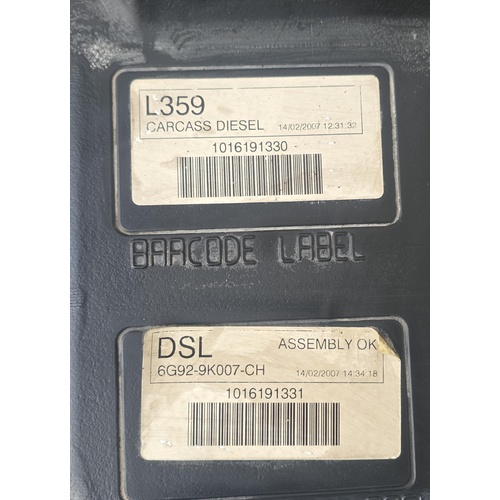 L359
CARCASS DIESEL 14/02/2007 12:31:32
1016191330
BARCODE LABEL
DSL ASSEMBLY OK
6G92-9K007-CH 14/02/2007 14:34:18
1016191331